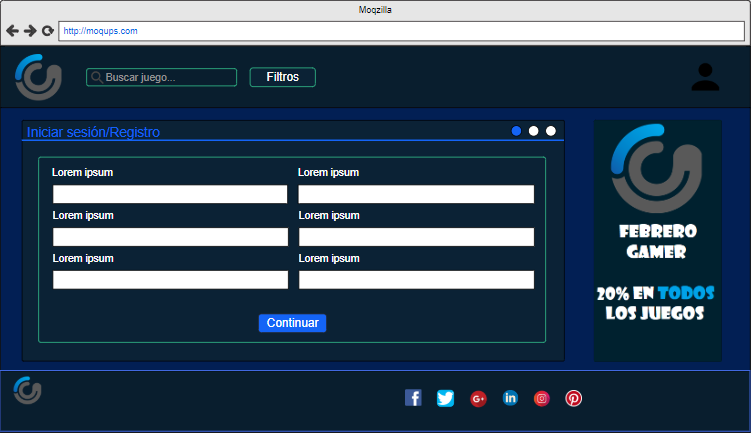 Moqzilla
http://moqups.com
Buscar juego...
Filtros
Iniciar sesión/Registro
Lorem ipsum
Lorem ipsum
Lorem ipsum
Lorem ipsum
Lorem ipsum
Lorem ipsum
Continuar
FEBRERO
GAMER
20% EN TODOS
LOS JUEGOS